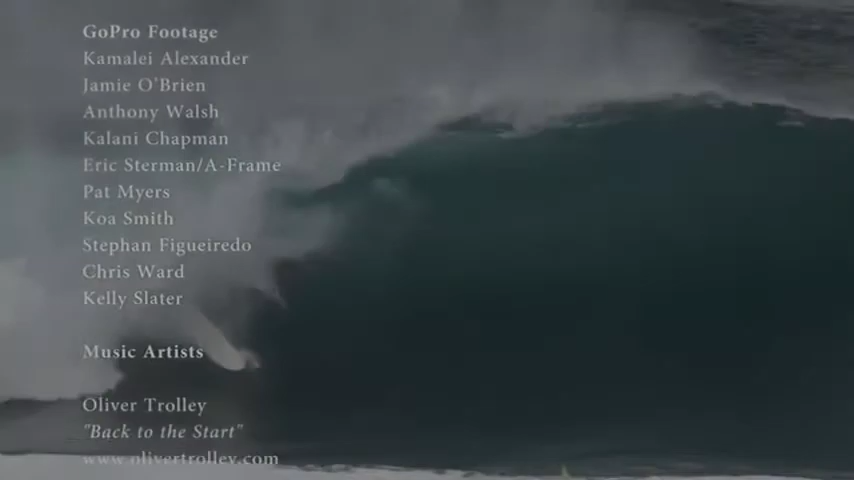 GoPro Footage
Kamalei Alexander
Jamie O'Brien
Anthony Walsh
Kalani Chapman
Eric Sterman/A-Frame
Pat Myers
Koa Smith
Stephan Figueiredo
Chris Ward
Kelly Slater
Music Artists
Oliver Trolley
"Back to the Start"
www.olivertrolley.com